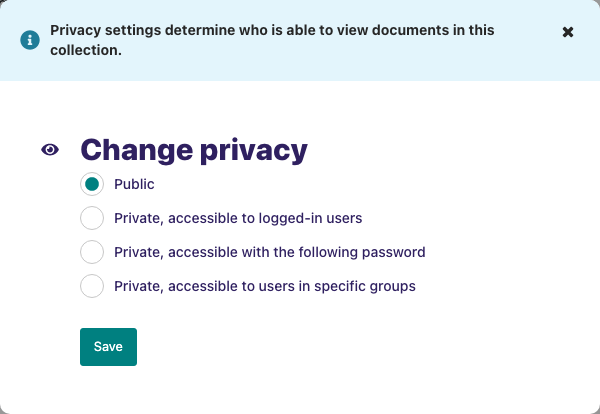 Privacy settings determine who is able to view documents in this
collection.
Change privacy
Public
Private, accessible to logged-in users
Private, accessible with the following password
Private, accessible to users in specific groups
Save